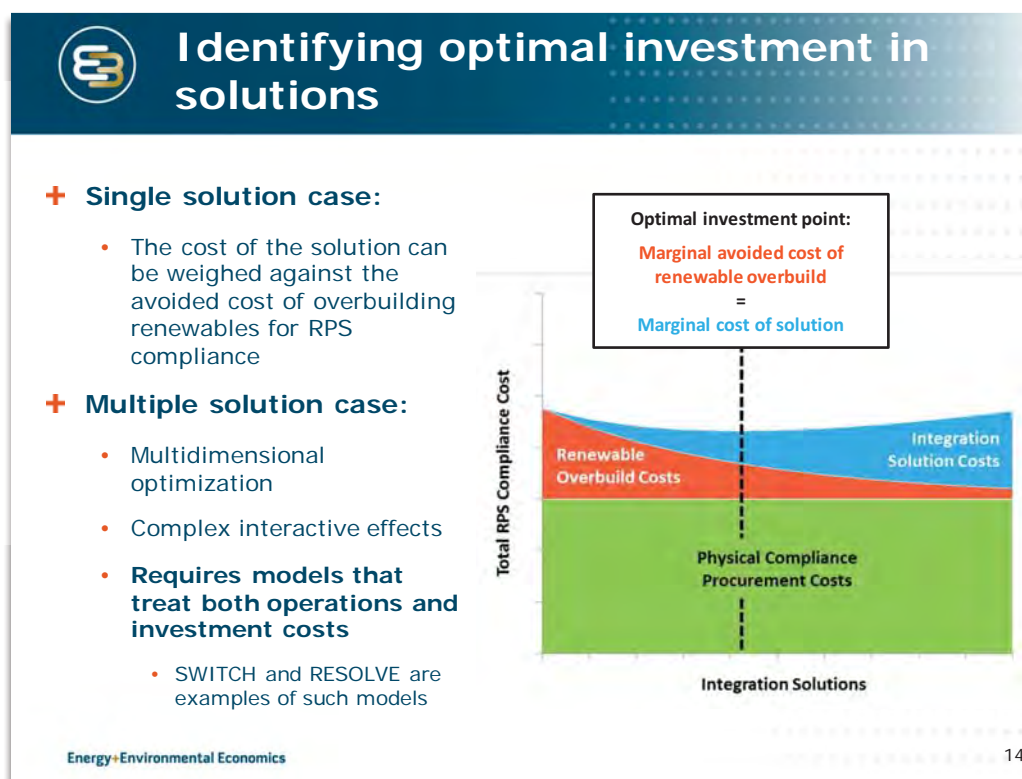 Identifying optimal investment in
solutions
+ Single solution case:
• The cost of the solution can
be weighed against the
avoided cost of overbuilding
renewables for RPS
compliance
+ Multiple solution case:
• Multidimensional
optimization
• Complex interactive effects
• Requires models that
treat both operations and
investment costs
• SWITCH and RESOLVE are
examples of such models
Optimal investment point:
Marginal avoided cost of
renewable overbuild
=
Marginal cost of solution
Total RPS Compliance Cost
Renewable
Overbuild Costs
Integration
Solution Costs
Physical Compliance
Procurement Costs
Integration Solutions
Energy+Environmental Economics
14